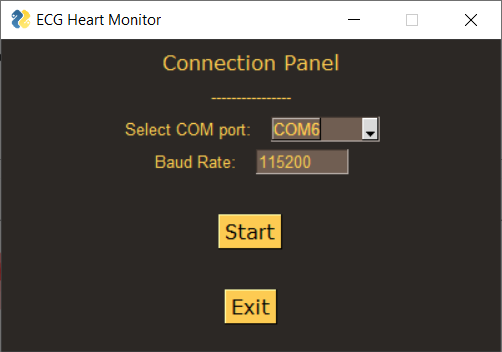 ECG Heart Monitor
Connection Panel
----------------
Select COM port: COM6
Baud Rate: 115200
Start
Exit